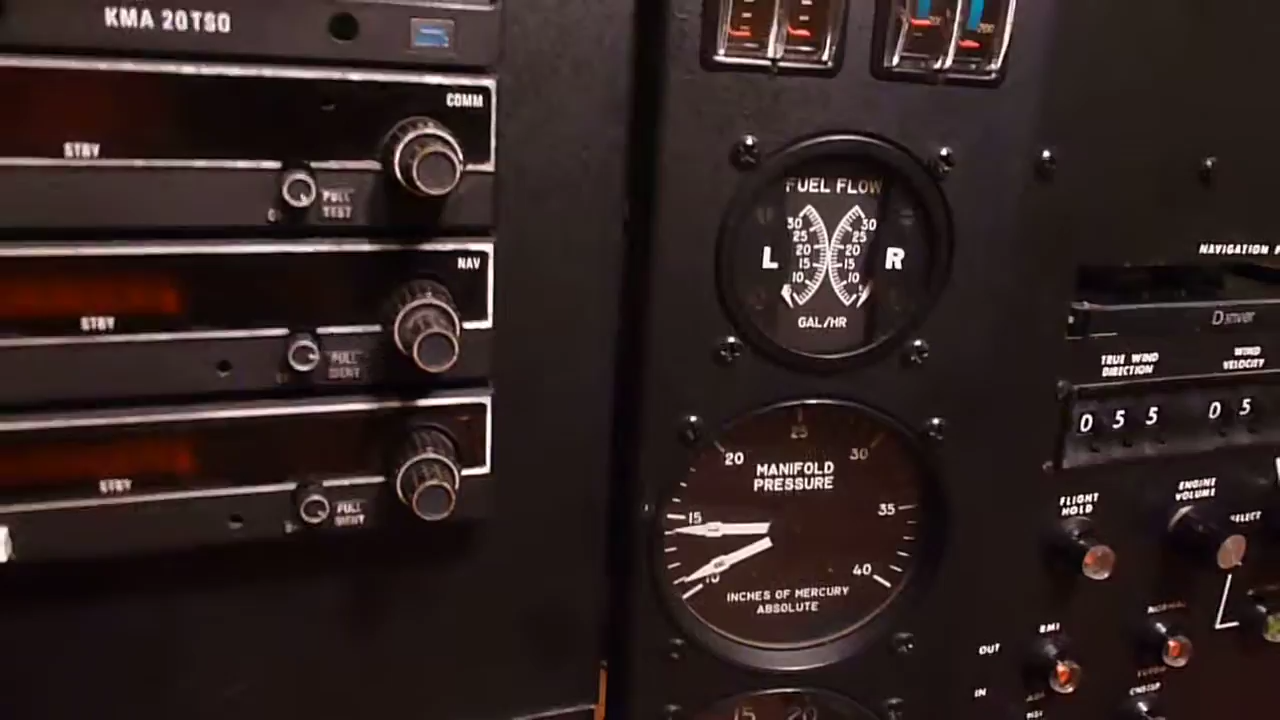 KMA 20 TSO
COMM
STBY
PULL
TEST
NAV
STBY
PULL
IDENT
STBY
PULL
IDENT
FUEL FLOW
30 30
25 25
20 20
L 15 15 R
10 10
GAL/HR
20 25 30
MANIFOLD
PRESSURE
15 35
10 40
INCHES OF MERCURY
ABSOLUTE
15 20
NAVIGATION
Denver
TRUE WIND
DIRECTION
WIND
VELOCITY
0 5 5 0 5
FLIGHT
HOLD
ENGINE
VOLUME
SELECT
NORMAL
RMI
OUT
IN